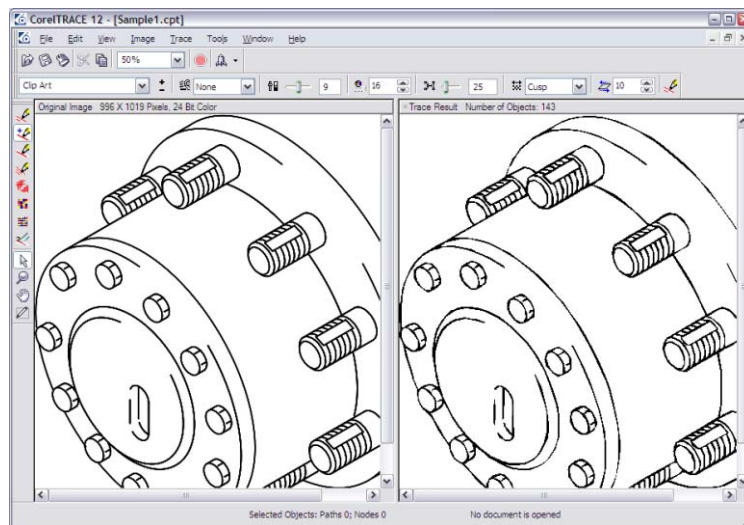 CorelTRACE 12 - [Sample1.cpt]
File Edit View Image Trace Tools Window Help
50%
Clip Art None 9 16 25 Cusp 10
Original Image 996 X 1019 Pixels, 24 Bit Color
Trace Result Number of Objects: 143
Selected Objects: Paths 0; Nodes 0 No document is opened